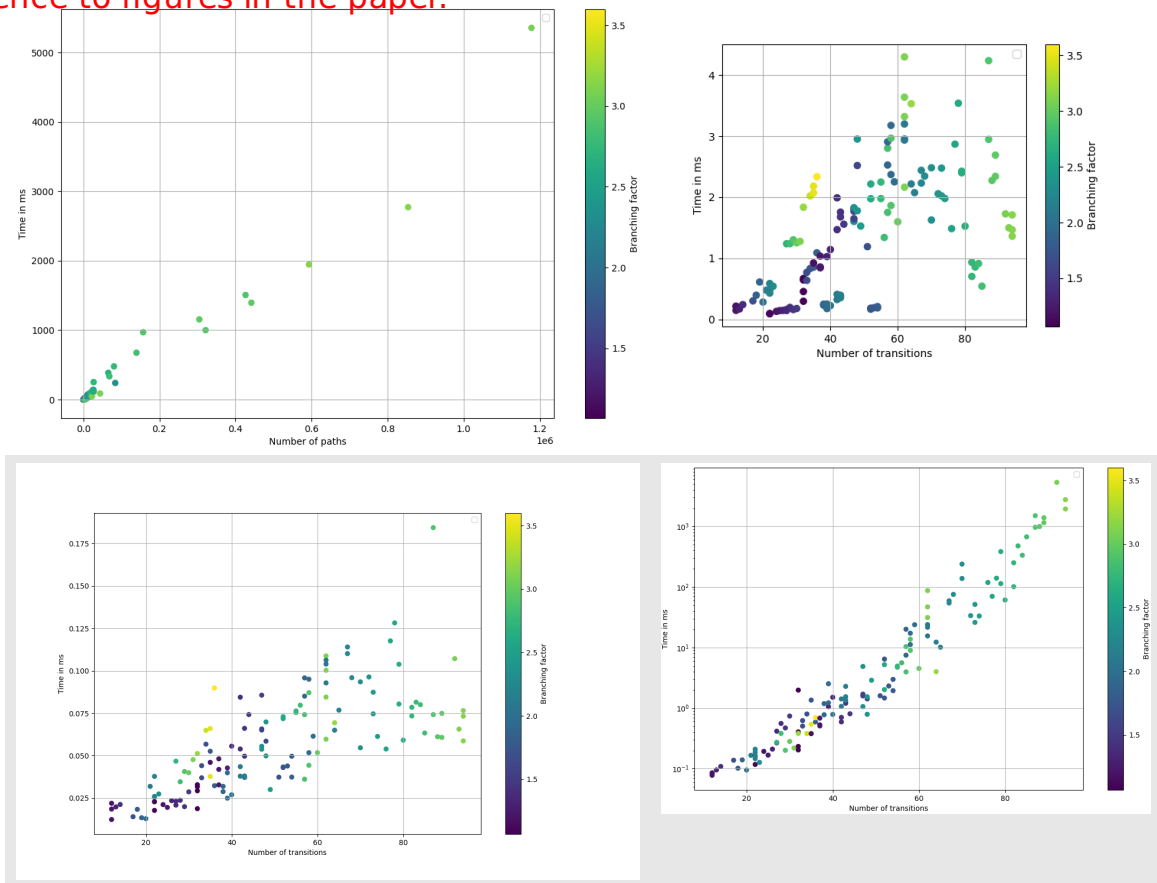 ence to figures in the paper.
5000
4000
3000
2000
1000
0
Time in ms
0.0 0.2 0.4 0.6 0.8 1.0 1.2
1e6
Number of paths
3.5
3.0
2.5
2.0
1.5
Branching factor
4
3
2
1
0
Time in ms
20 40 60 80
Number of transitions
3.5
3.0
2.5
2.0
1.5
Branching factor
0.175
0.150
0.125
0.100
0.075
0.050
0.025
Time in ms
20 40 60 80
Number of transitions
3.5
3.0
2.5
2.0
1.5
Branching factor
10³
10²
10¹
10⁰
10⁻¹
Time in ms
20 40 60 80
Number of transitions
3.5
3.0
2.5
2.0
1.5
Branching factor